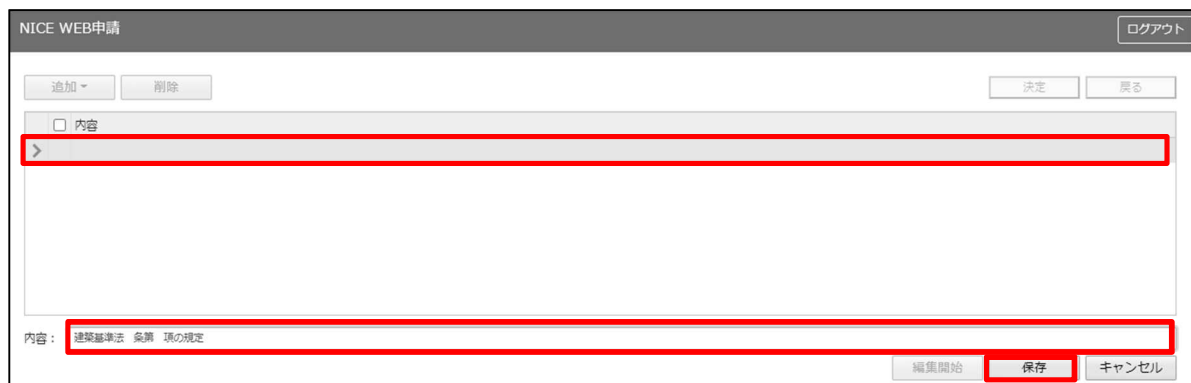 NICE WEB申請 ログアウト
追加 削除 決定 戻る
内容
内容： 建築基準法　条第　項の規定
編集開始 保存 キャンセル